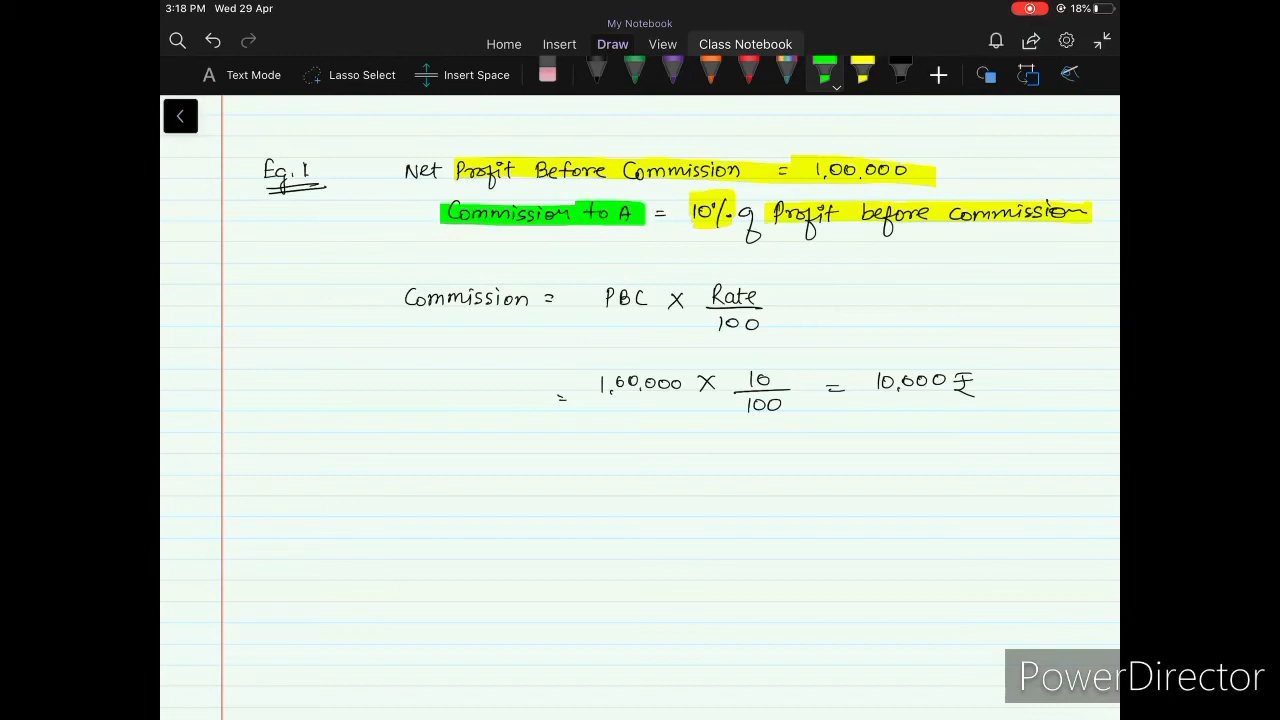 3:18 PM Wed 29 Apr 18%
My Notebook
Home Insert Draw View Class Notebook
A Text Mode Lasso Select Insert Space
Eg.1 Net Profit Before Commission = 1,00,000
Commission to A = 10% of Profit before commission
Commission = PBC × Rate
100
= 1,00,000 × 10 = 10,000 ₹
100
PowerDirector